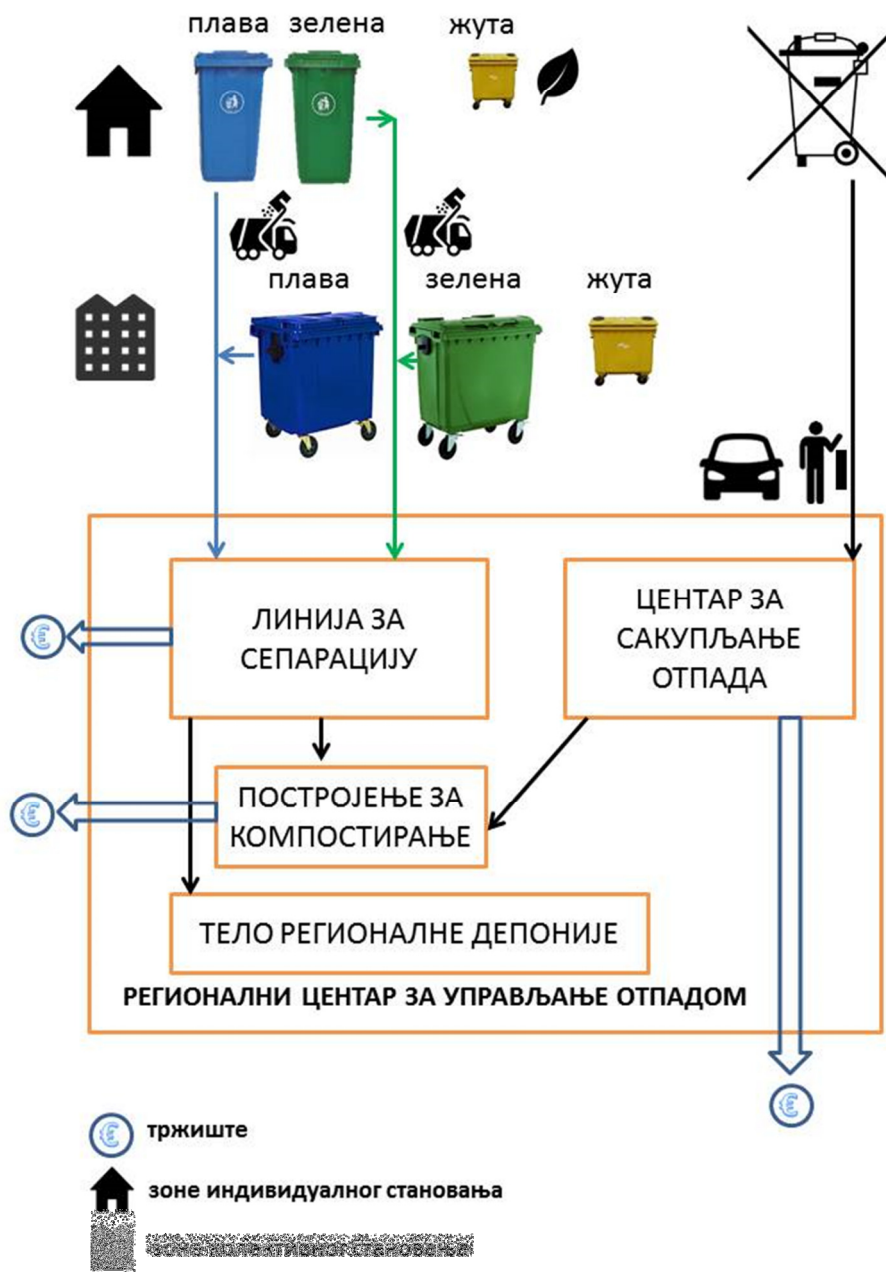 плава зелена жута
плава зелена жута
ЛИНИЈА ЗА
СЕПАРАЦИЈУ
ЦЕНТАР ЗА
САКУПЉАЊЕ
ОТПАДА
ПОСТРОЈЕЊЕ ЗА
КОМПОСТИРАЊЕ
ТЕЛО РЕГИОНАЛНЕ ДЕПОНИЈЕ
РЕГИОНАЛНИ ЦЕНТАР ЗА УПРАВЉАЊЕ ОТПАДОМ
тржиште
зоне индивидуалног становања